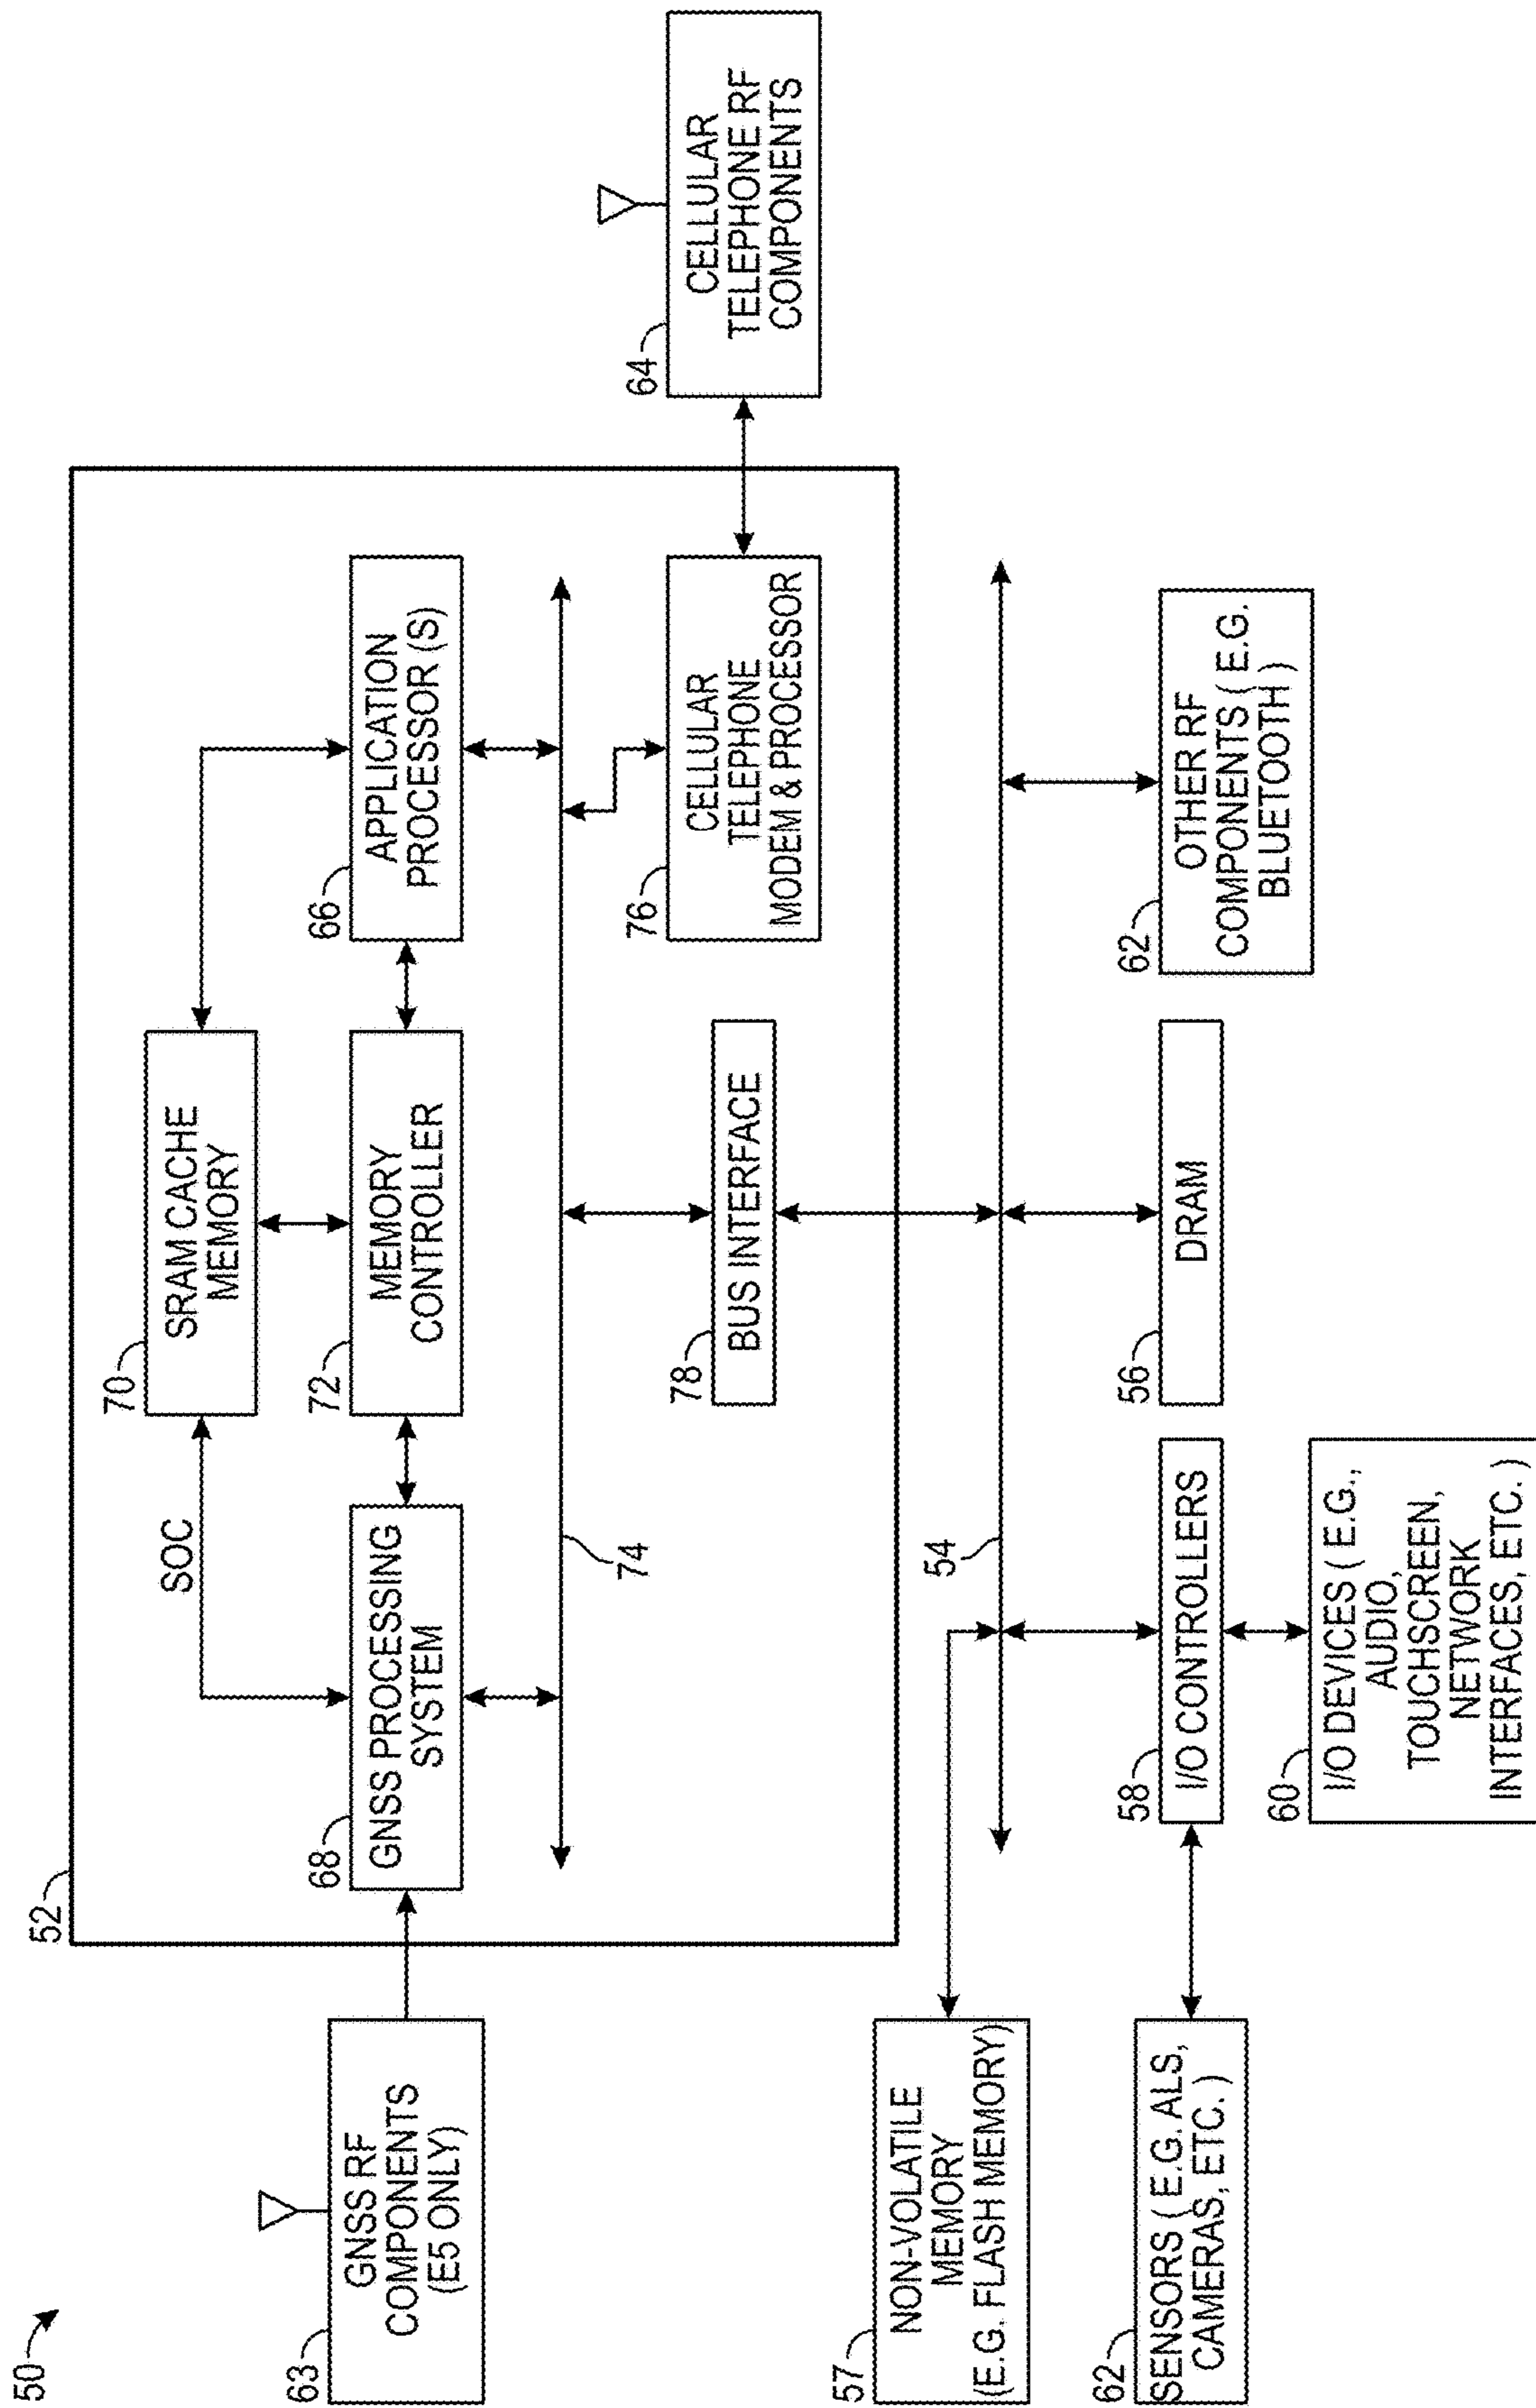 50
63
GNSS RF
COMPONENTS
(E5 ONLY)
52
SOC
70
SRAM CACHE
MEMORY
68
GNSS PROCESSING
SYSTEM
72
MEMORY
CONTROLLER
66
APPLICATION
PROCESSOR (S)
74
78
BUS INTERFACE
76
CELLULAR
TELEPHONE
MODEM & PROCESSOR
64
CELLULAR
TELEPHONE RF
COMPONENTS
57
NON-VOLATILE
MEMORY
(E.G. FLASH MEMORY)
54
62
SENSORS ( E.G. ALS,
CAMERAS, ETC. )
58
I/O CONTROLLERS
56
DRAM
62
OTHER RF
COMPONENTS ( E.G.
BLUETOOTH )
60
I/O DEVICES ( E.G.,
AUDIO,
TOUCHSCREEN,
NETWORK
INTERFACES, ETC. )